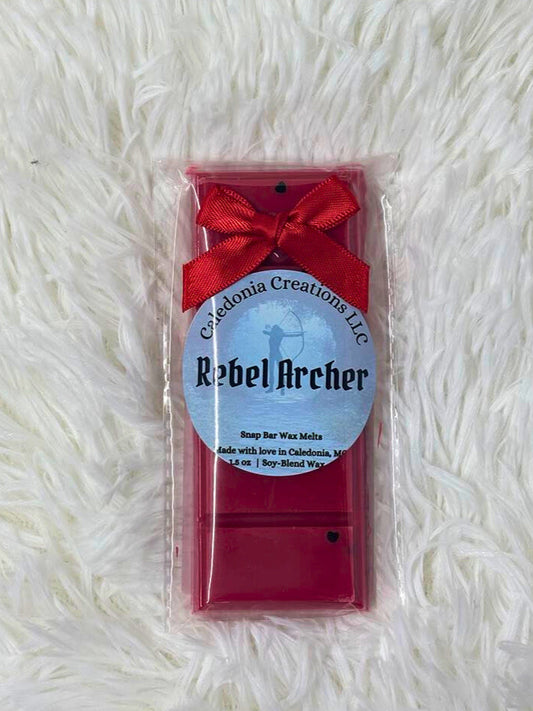 Caledonia Creations LLC
Rebel Archer
Snap Bar Wax Melts
Made with love in Caledonia, MO
1.5 oz | Soy-Blend Wax